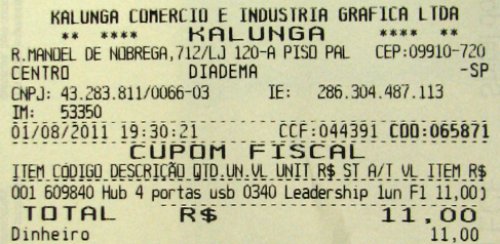 KALUNGA COMERCIO E INDUSTRIA GRAFICA LTDA
** **** KALUNGA **** **
R.MANOEL DE NOBREGA,712/LJ 120-A PISO PAL CEP:09910-720
CENTRO DIADEMA -SP
CNPJ: 43.283.811/0066-03 IE: 286.304.487.113
IM: 53350
01/08/2011 19:30:21 CCF:044391 COO:065871
CUPOM FISCAL
ITEM CÓDIGO DESCRIÇÃO QTD.UN.VL UNIT R$ ST A/T VL ITEM R$
001 609840 Hub 4 portas usb 0340 Leadership 1un F1 11,00)
TOTAL R$ 11,00
Dinheiro 11,00